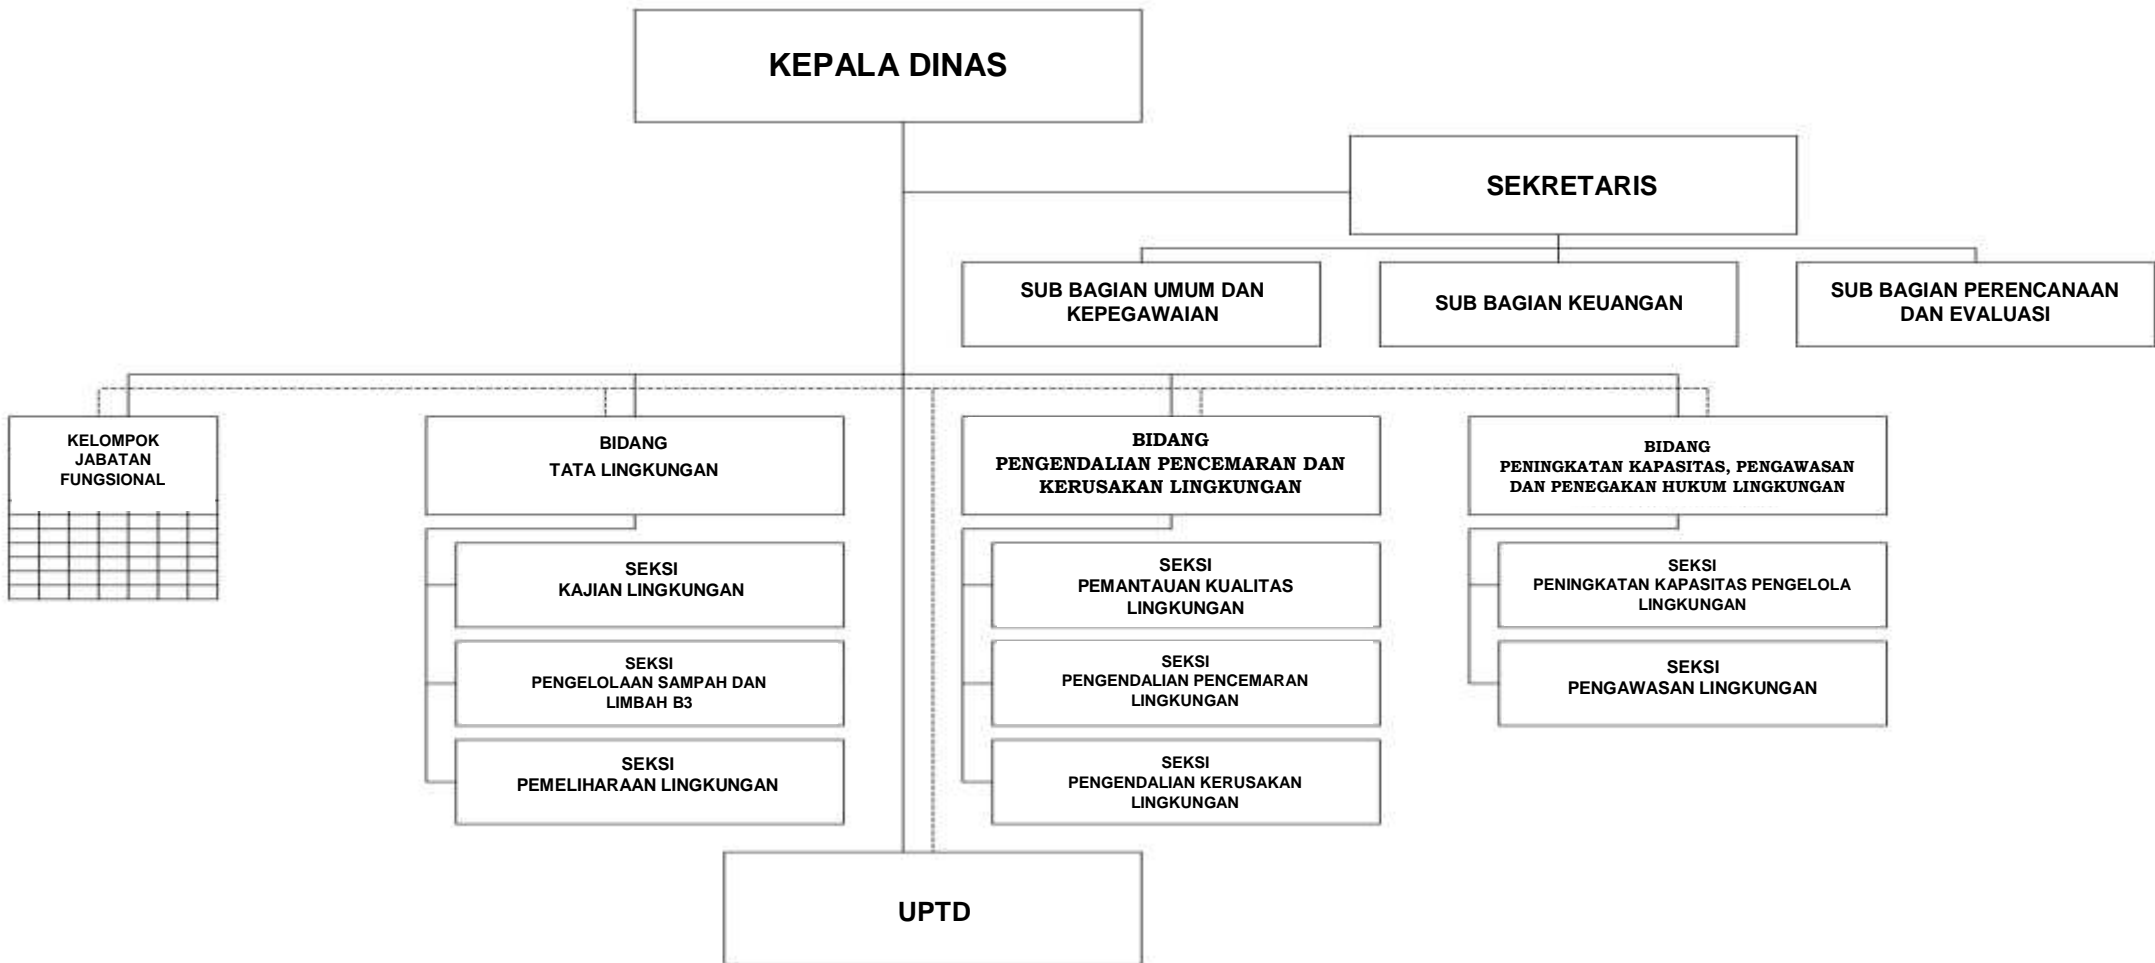 KEPALA DINAS
SEKRETARIS
SUB BAGIAN UMUM DAN
KEPEGAWAIAN
SUB BAGIAN KEUANGAN
SUB BAGIAN PERENCANAAN
DAN EVALUASI
KELOMPOK
JABATAN
FUNGSIONAL
BIDANG
TATA LINGKUNGAN
SEKSI
KAJIAN LINGKUNGAN
SEKSI
PENGELOLAAN SAMPAH DAN
LIMBAH B3
SEKSI
PEMELIHARAAN LINGKUNGAN
BIDANG
PENGENDALIAN PENCEMARAN DAN
KERUSAKAN LINGKUNGAN
SEKSI
PEMANTAUAN KUALITAS
LINGKUNGAN
SEKSI
PENGENDALIAN PENCEMARAN
LINGKUNGAN
SEKSI
PENGENDALIAN KERUSAKAN
LINGKUNGAN
BIDANG
PENINGKATAN KAPASITAS, PENGAWASAN
DAN PENEGAKAN HUKUM LINGKUNGAN
SEKSI
PENINGKATAN KAPASITAS PENGELOLA
LINGKUNGAN
SEKSI
PENGAWASAN LINGKUNGAN
UPTD